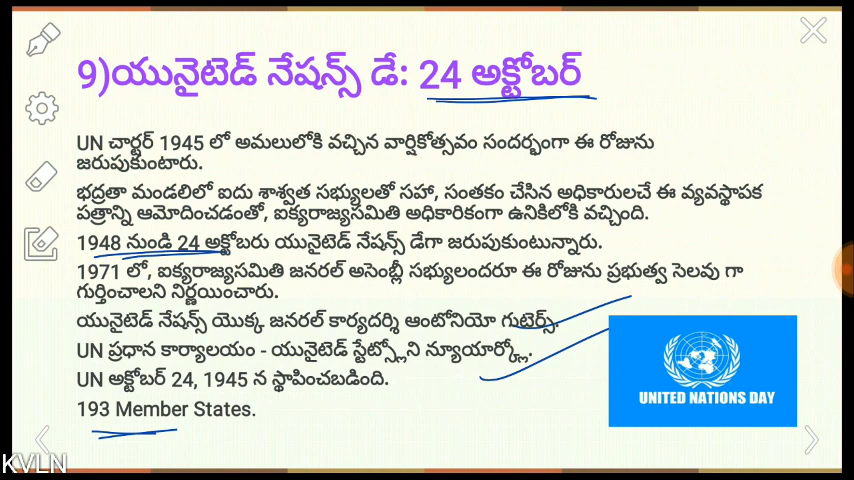 9)యునైటెడ్ నేషన్స్ డే: 24 అక్టోబర్
UN చార్టర్ 1945 లో అమలులోకి వచ్చిన వార్షికోత్సవం సందర్భంగా ఈ రోజును
జరుపుకుంటారు.
భద్రతా మండలిలో ఐదు శాశ్వత సభ్యులతో సహా, సంతకం చేసిన అధికారులచే ఈ వ్యవస్థాపక
పత్రాన్ని ఆమోదించడంతో, ఐక్యరాజ్యసమితి అధికారికంగా ఉనికిలోకి వచ్చింది.
1948 నుండి 24 అక్టోబరు యునైటెడ్ నేషన్స్ డేగా జరుపుకుంటున్నారు.
1971 లో, ఐక్యరాజ్యసమితి జనరల్ అసెంబ్లీ సభ్యులందరూ ఈ రోజును ప్రభుత్వ సెలవు గా
గుర్తించాలని నిర్ణయించారు.
యునైటెడ్ నేషన్స్ యొక్క జనరల్ కార్యదర్శి ఆంటోనియో గుటెర్రస్.
UN ప్రధాన కార్యాలయం - యునైటెడ్ స్టేట్స్లోని న్యూయార్క్లో.
UN అక్టోబర్ 24, 1945 న స్థాపించబడింది.
193 Member States.
UNITED NATIONS DAY
KVLN